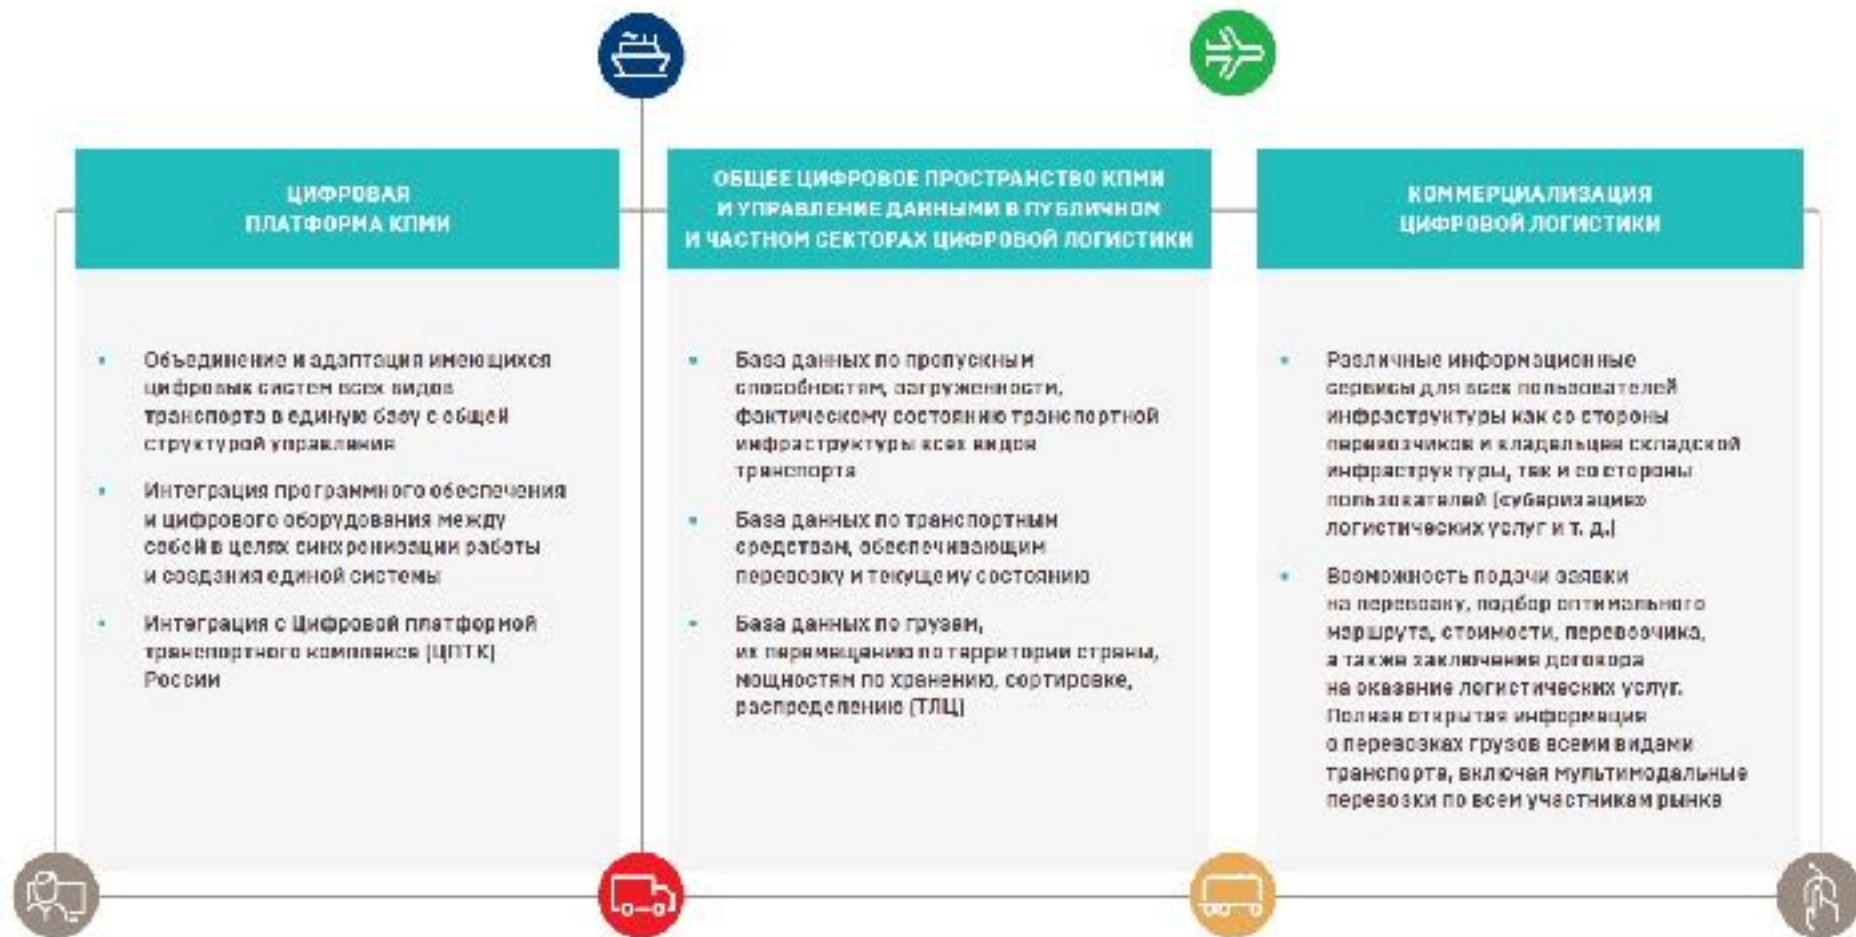 ЦИФРОВАЯ
ПЛАТФОРМА КПМИ
Объединение и адаптация имеющихся
цифровых систем всех видов
транспорта в единую базу с общей
структурой управления
Интеграция программного обеспечения
и цифрового оборудования между
собой в целях синхронизации работы
и создания единой системы
Интеграция с Цифровой платформой
транспортного комплекса (ЦПТК)
России
ОБЩЕЕ ЦИФРОВОЕ ПРОСТРАНСТВО КПМИ
И УПРАВЛЕНИЕ ДАННЫМИ В ПУБЛИЧНОМ
И ЧАСТНОМ СЕКТОРАХ ЦИФРОВОЙ ЛОГИСТИКИ
База данных по пропускным
способностям, загруженности,
фактическому состоянию транспортной
инфраструктуры всех видов
транспорта
База данных по транспортным
средствам, обеспечивающим
перевозку и текущему состоянию
База данных по грузам,
их перемещению по территории страны,
мощностям по хранению, сортировке,
распределению (ТЛЦ)
КОММЕРЦИАЛИЗАЦИЯ
ЦИФРОВОЙ ЛОГИСТИКИ
Различные информационные
сервисы для всех пользователей
инфраструктуры как со стороны
перевозчиков и владельцев складской
инфраструктуры, так и со стороны
пользователей («уберизация»
логистических услуг и т. д.)
Возможность подачи заявки
на перевозку, подбор оптимального
маршрута, стоимости, перевозчика,
а также заключения договора
на оказание логистических услуг.
Полная открытая информация
о перевозках грузов всеми видами
транспорта, включая мультимодальные
перевозки по всем участникам рынка